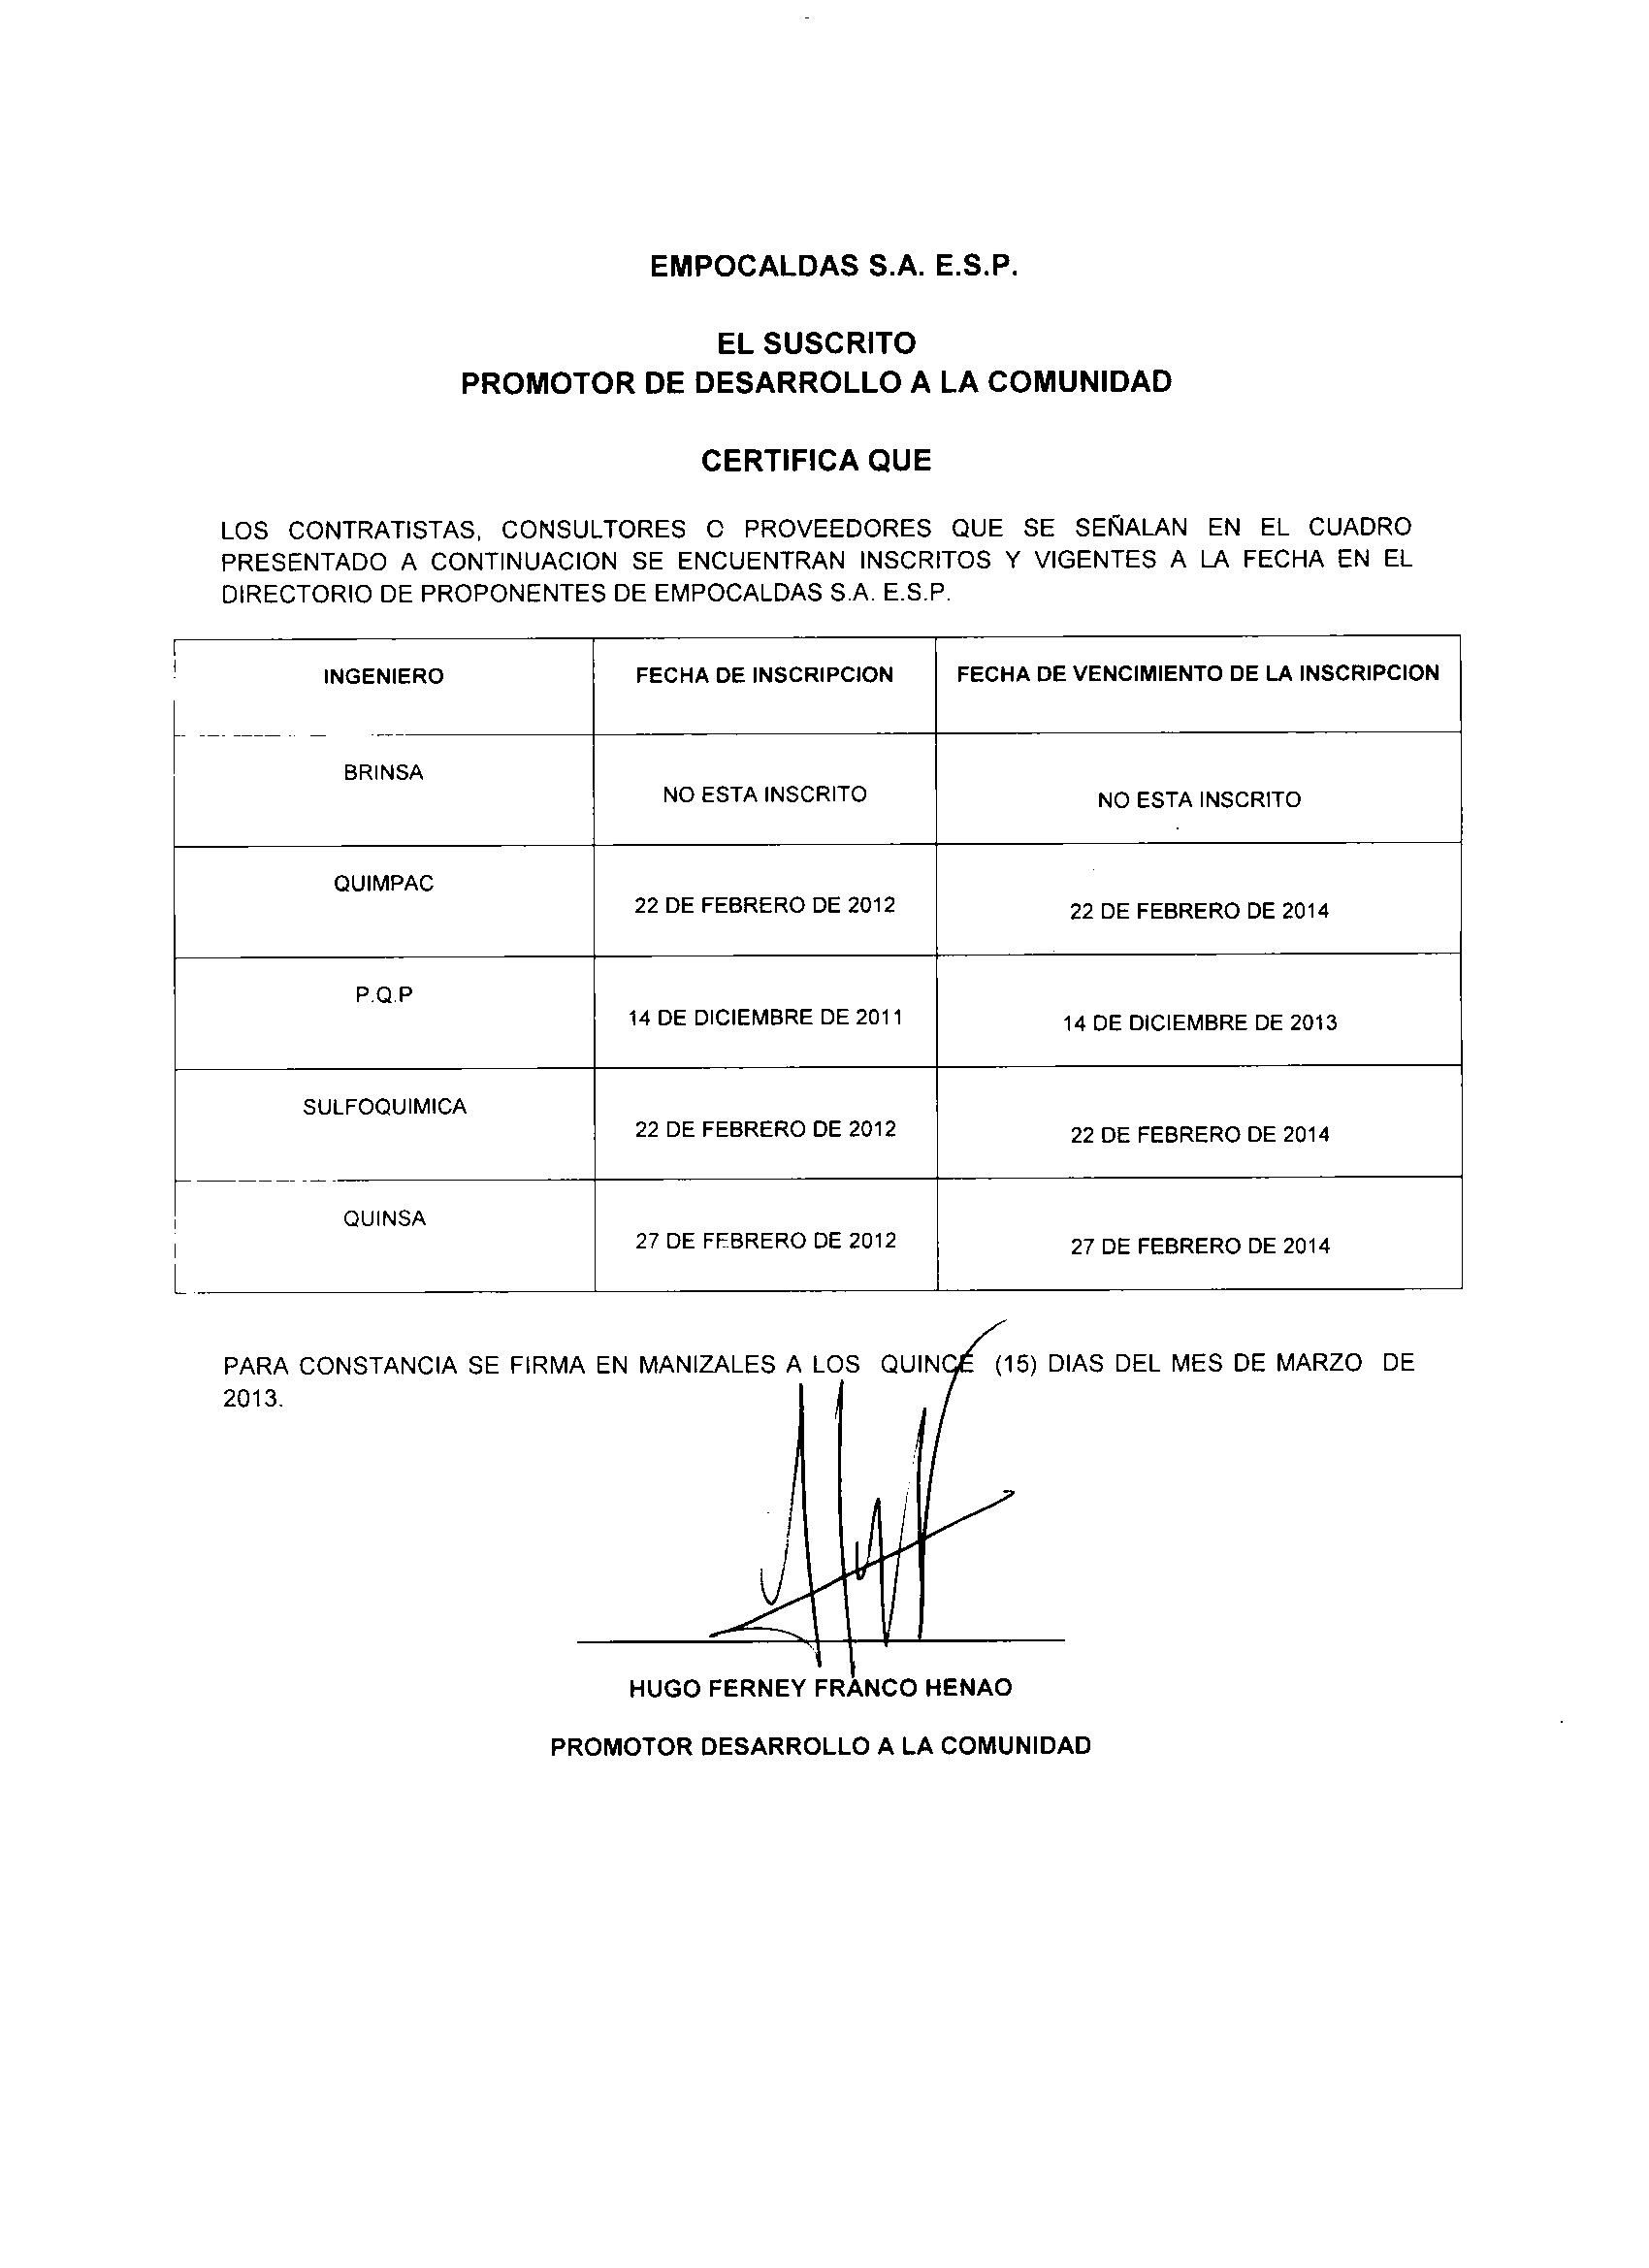 EMPOCALDAS S.A. E.S.P.
EL SUSCRITO
PROMOTOR DE DESARROLLO A LA COMUNIDAD
CERTIFICA QUE
LOS CONTRATISTAS, CONSULTORES O PROVEEDORES QUE SE SEÑALAN EN EL CUADRO
PRESENTADO A CONTINUACION SE ENCUENTRAN INSCRITOS Y VIGENTES A LA FECHA EN EL
DIRECTORIO DE PROPONENTES DE EMPOCALDAS S.A. E.S.P.
INGENIERO FECHA DE INSCRIPCION FECHA DE VENCIMIENTO DE LA INSCRIPCION
BRINSA NO ESTA INSCRITO NO ESTA INSCRITO
QUIMPAC 22 DE FEBRERO DE 2012 22 DE FEBRERO DE 2014
P.Q.P 14 DE DICIEMBRE DE 2011 14 DE DICIEMBRE DE 2013
SULFOQUIMICA 22 DE FEBRERO DE 2012 22 DE FEBRERO DE 2014
QUINSA 27 DE FEBRERO DE 2012 27 DE FEBRERO DE 2014
PARA CONSTANCIA SE FIRMA EN MANIZALES A LOS QUINCE (15) DIAS DEL MES DE MARZO DE
2013.
HUGO FERNEY FRANCO HENAO
PROMOTOR DESARROLLO A LA COMUNIDAD